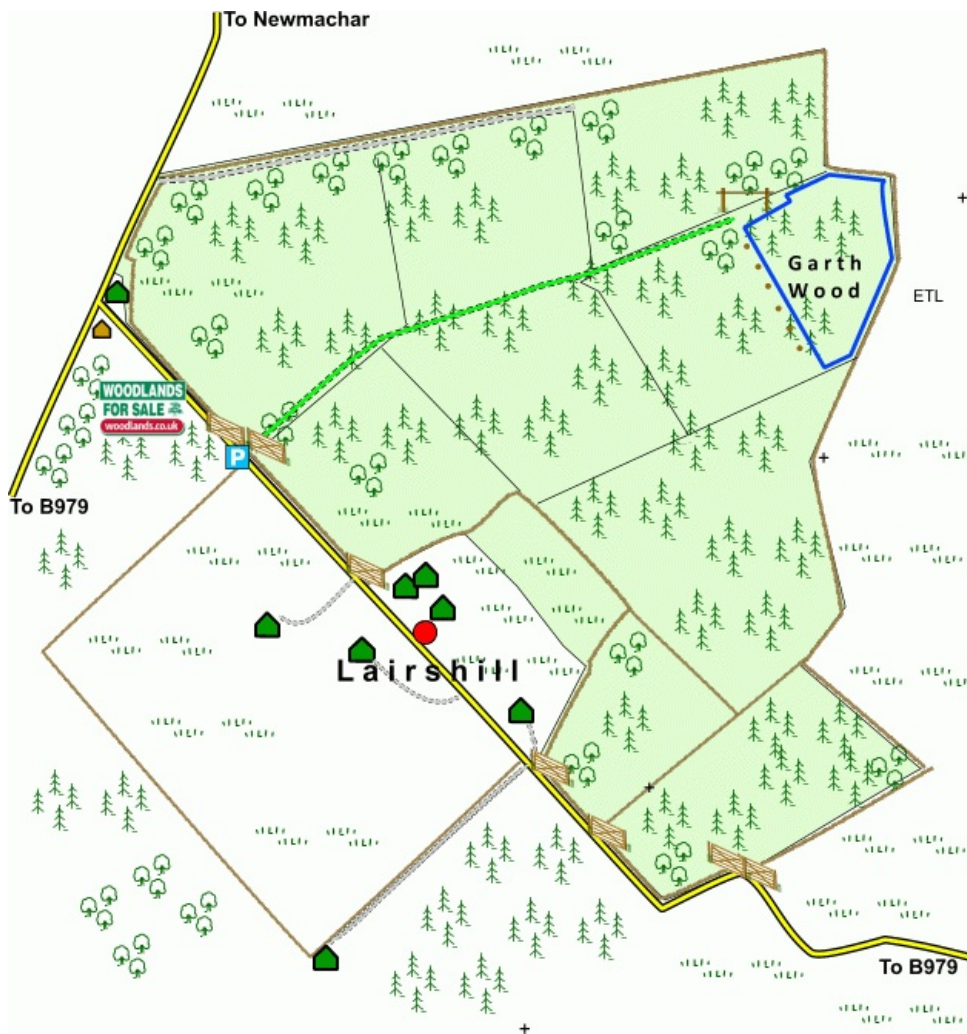 To Newmachar
Garth
Wood
ETL
WOODLANDS
FOR SALE
woodlands.co.uk
P
To B979
Lairshill
To B979